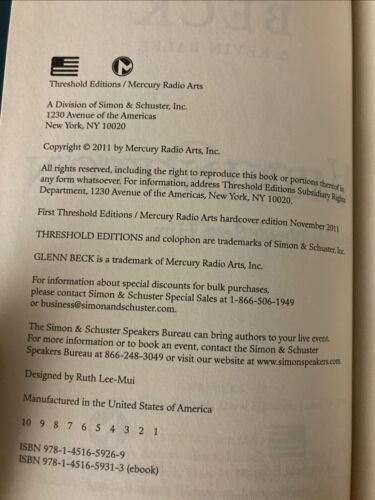 BECK
& KEVIN BALFE
Threshold Editions / Mercury Radio Arts
A Division of Simon & Schuster, Inc.
1230 Avenue of the Americas
New York, NY 10020
Copyright © 2011 by Mercury Radio Arts, Inc.
All rights reserved, including the right to reproduce this book or portions thereof in
any form whatsoever. For information, address Threshold Editions Subsidiary Rights
Department, 1230 Avenue of the Americas, New York, NY 10020.
First Threshold Editions / Mercury Radio Arts hardcover edition November 2011
THRESHOLD EDITIONS and colophon are trademarks of Simon & Schuster, Inc.
GLENN BECK is a trademark of Mercury Radio Arts, Inc.
For information about special discounts for bulk purchases,
please contact Simon & Schuster Special Sales at 1-866-506-1949
or business@simonandschuster.com.
The Simon & Schuster Speakers Bureau can bring authors to your live event.
For more information or to book an event, contact the Simon & Schuster
Speakers Bureau at 866-248-3049 or visit our website at www.simonspeakers.com.
Designed by Ruth Lee-Mui
Manufactured in the United States of America
10 9 8 7 6 5 4 3 2 1
ISBN 978-1-4516-5926-9
ISBN 978-1-4516-5931-3 (ebook)